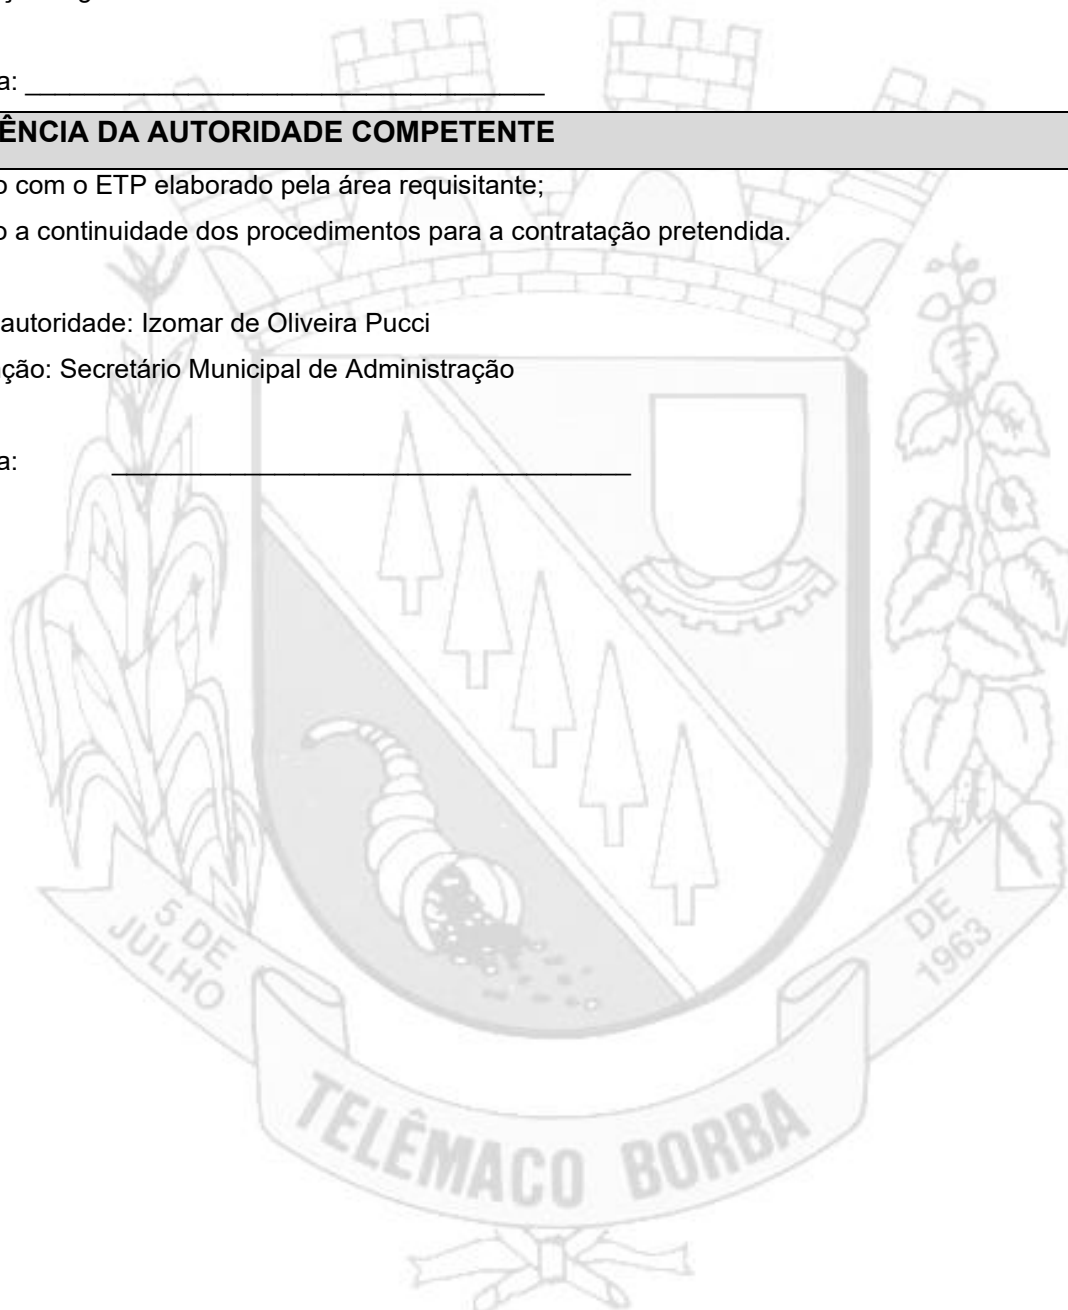 a: ___________________________________
ÊNCIA DA AUTORIDADE COMPETENTE
o com o ETP elaborado pela área requisitante;
o a continuidade dos procedimentos para a contratação pretendida.
autoridade: Izomar de Oliveira Pucci
ção: Secretário Municipal de Administração
a: ___________________________________
5 DE
JULHO
DE
1963
TELÊMACO BORBA